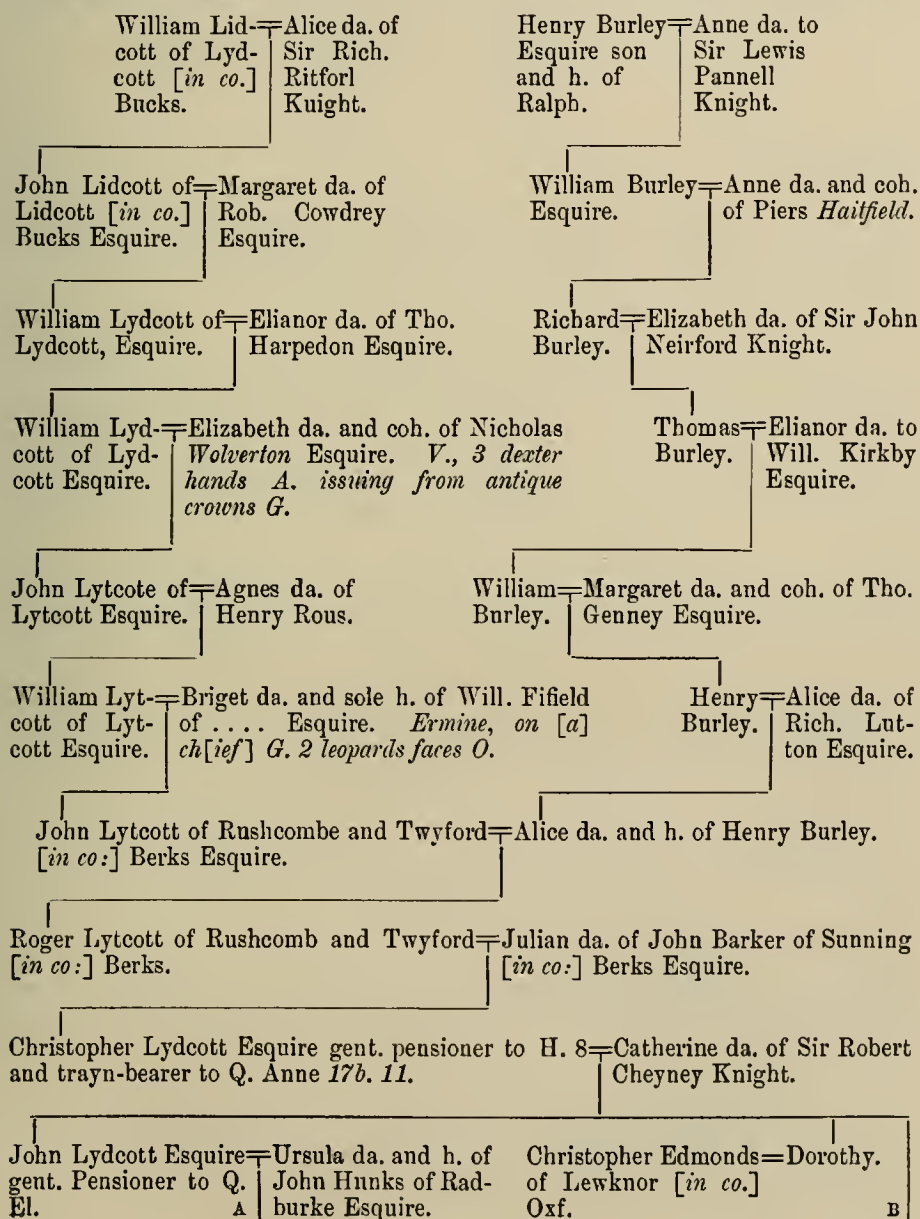 William Lid-
cott of Lyd-
cott [in co.]
Bucks.
Alice da. of
Sir Rich.
Ritforl
Kuight.
Henry Burley
Esquire son
and h. of
Ralph.
Anne da. to
Sir Lewis
Pannell
Knight.
John Lidcott of
Lidcott [in co.]
Bucks Esquire.
Margaret da. of
Rob. Cowdrey
Esquire.
William Burley
Esquire.
Anne da. and coh.
of Piers Haitfield.
William Lydcott of
Lydcott, Esquire.
Elianor da. of Tho.
Harpedon Esquire.
Richard
Burley.
Elizabeth da. of Sir John
Neirford Knight.
William Lyd-
cott of Lyd-
cott Esquire.
Elizabeth da. and coh. of Nicholas
Wolverton Esquire. V., 3 dexter
hands A. issuing from antique
crowns G.
Thomas
Burley.
Elianor da. to
Will. Kirkby
Esquire.
John Lytcote of
Lytcott Esquire.
Agnes da. of
Henry Rous.
William
Burley.
Margaret da. and coh. of Tho.
Genney Esquire.
William Lyt-
cott of Lyt-
cott Esquire.
Briget da. and sole h. of Will. Fifield
of .... Esquire. Ermine, on [a]
ch[ief] G. 2 leopards faces O.
Henry
Burley.
Alice da. of
Rich. Lut-
ton Esquire.
John Lytcott of Rushcombe and Twyford
[in co:] Berks Esquire.
Alice da. and h. of Henry Burley.
Roger Lytcott of Rushcomb and Twyford
[in co:] Berks.
Julian da. of John Barker of Sunning
[in co:] Berks Esquire.
Christopher Lydcott Esquire gent. pensioner to H. 8
and trayn-bearer to Q. Anne 17b. 11.
Catherine da. of Sir Robert
Cheyney Knight.
John Lydcott Esquire
gent. Pensioner to Q.
El. A
Ursula da. and h. of
John Hunks of Rad-
burke Esquire.
Christopher Edmonds
of Lewknor [in co.]
Oxf.
Dorothy.
B